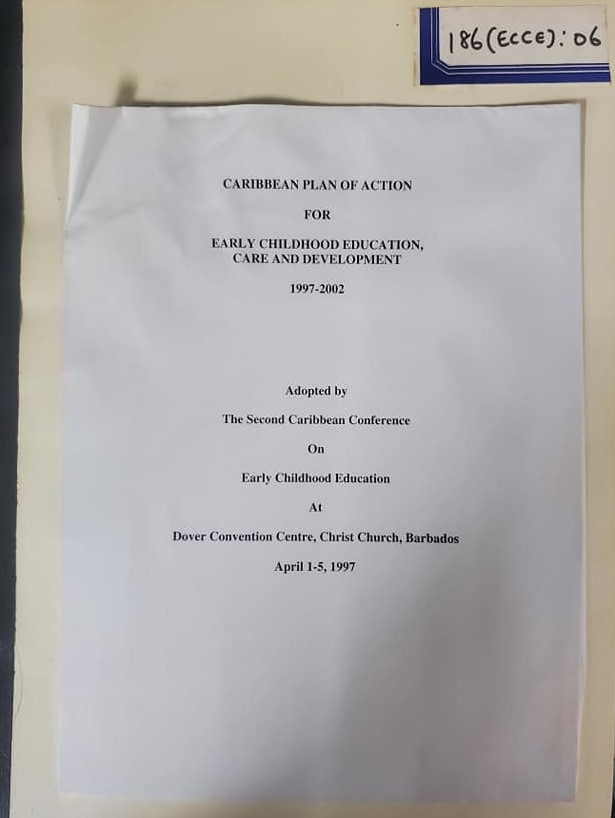 186(ECCE): 06
CARIBBEAN PLAN OF ACTION
FOR
EARLY CHILDHOOD EDUCATION,
CARE AND DEVELOPMENT
1997-2002
Adopted by
The Second Caribbean Conference
On
Early Childhood Education
At
Dover Convention Centre, Christ Church, Barbados
April 1-5, 1997